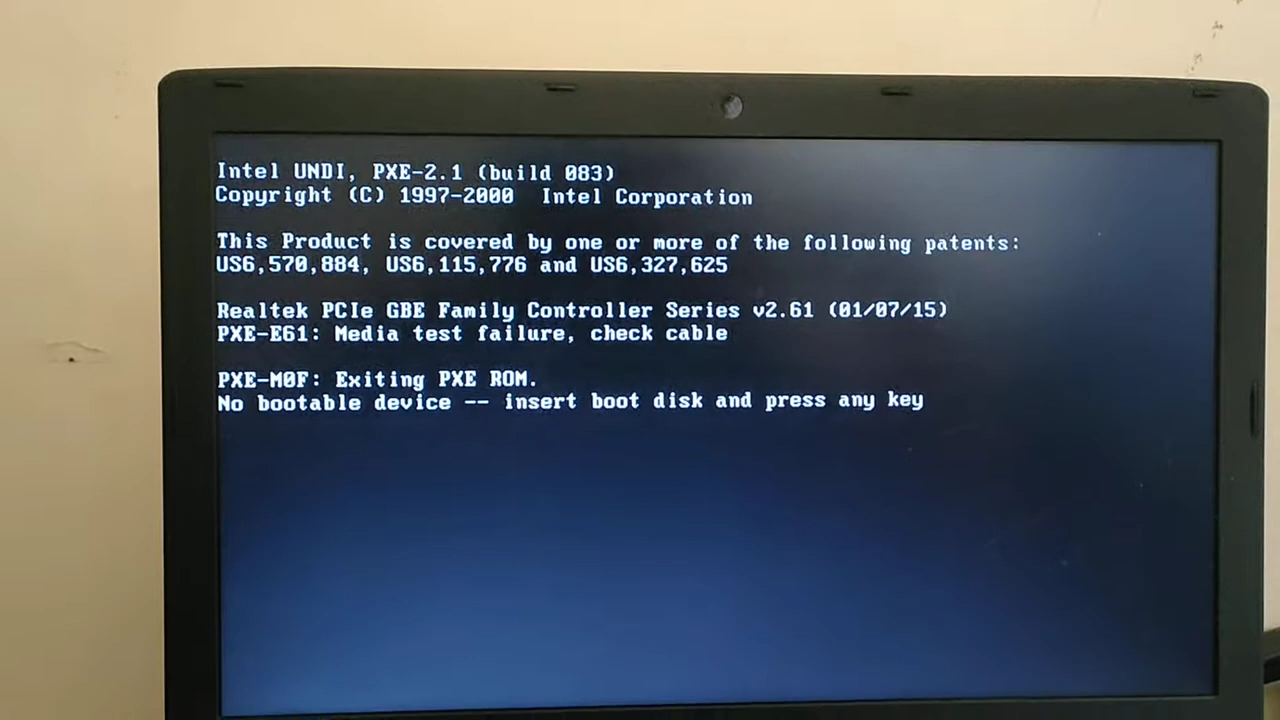 Intel UNDI, PXE-2.1 (build 083)
Copyright (C) 1997-2000  Intel Corporation
This Product is covered by one or more of the following patents:
US6,570,884, US6,115,776 and US6,327,625
Realtek PCIe GBE Family Controller Series v2.61 (01/07/15)
PXE-E61: Media test failure, check cable
PXE-M0F: Exiting PXE ROM.
No bootable device -- insert boot disk and press any key